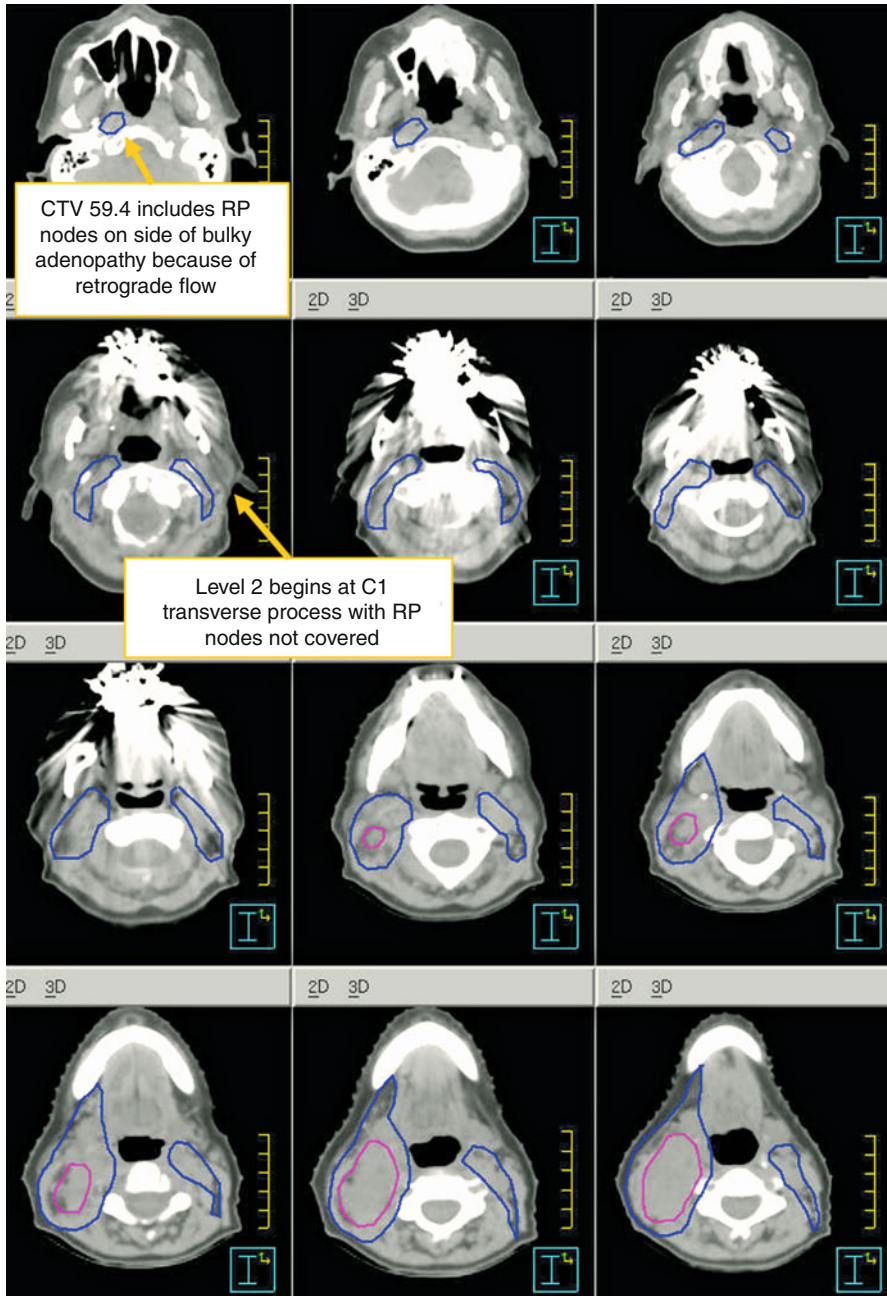 CTV 59.4 includes RP
nodes on side of bulky
adenopathy because of
retrograde flow
2D 3D
2D 3D
Level 2 begins at C1
transverse process with RP
nodes not covered
2D 3D
2D 3D
2D 3D
2D 3D
2D 3D